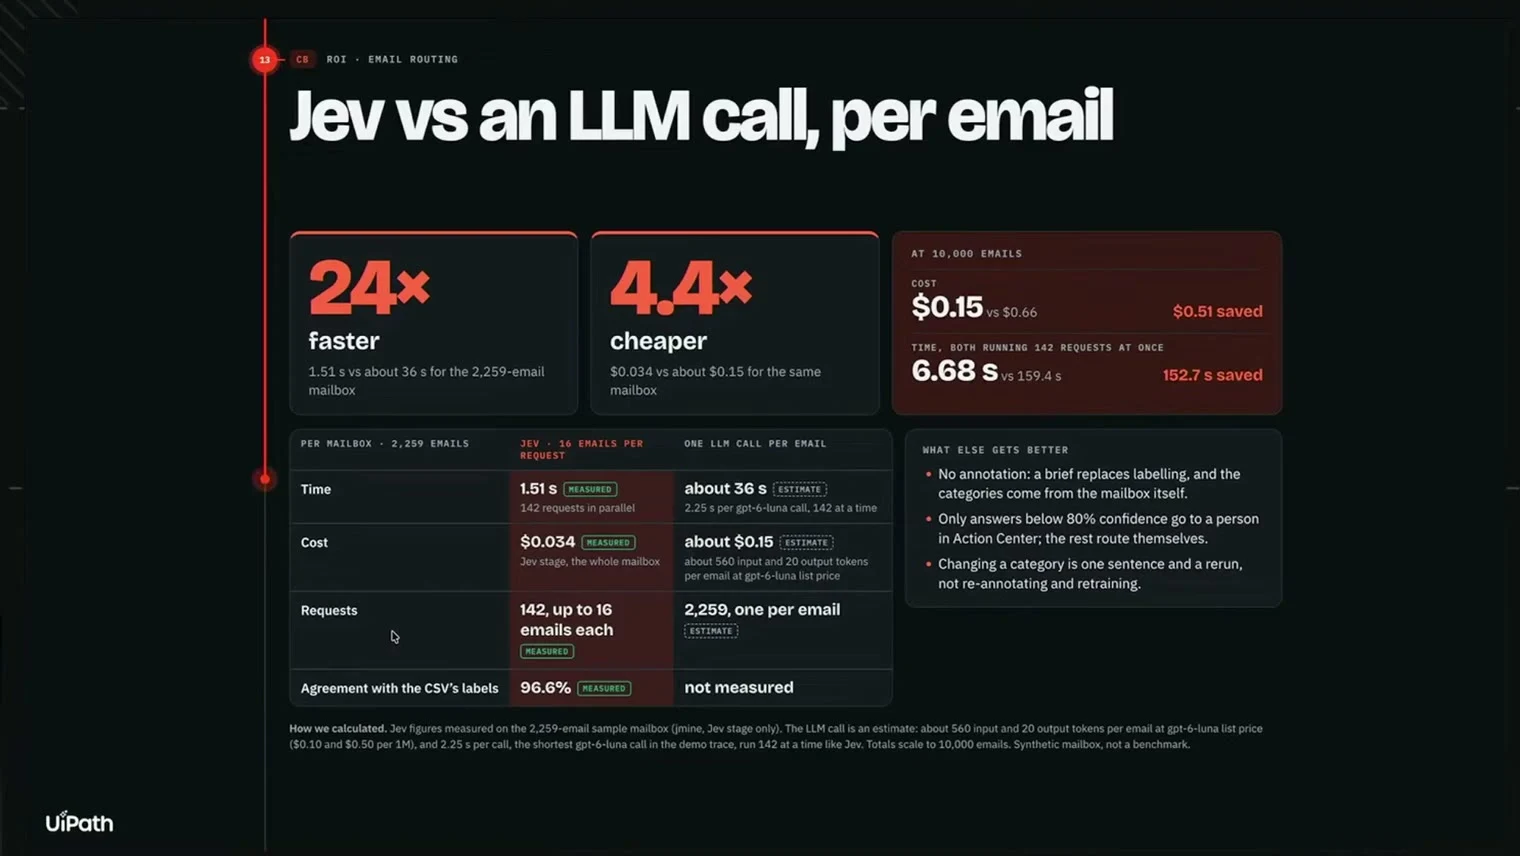 13
CB
ROI · EMAIL ROUTING
Jev vs an LLM call, per email
24×
faster
1.51 s vs about 36 s for the 2,259-email
mailbox
4.4×
cheaper
$0.034 vs about $0.15 for the same
mailbox
AT 10,000 EMAILS
COST
$0.15 vs $0.66
$0.51 saved
TIME, BOTH RUNNING 142 REQUESTS AT ONCE
6.68 s vs 159.4 s
152.7 s saved
PER MAILBOX · 2,259 EMAILS
JEV · 16 EMAILS PER
REQUEST
ONE LLM CALL PER EMAIL
Time
1.51 s MEASURED
142 requests in parallel
about 36 s ESTIMATE
2.25 s per gpt-6-luna call, 142 at a time
Cost
$0.034 MEASURED
Jev stage, the whole mailbox
about $0.15 ESTIMATE
about 560 input and 20 output tokens
per email at gpt-6-luna list price
Requests
142, up to 16
emails each
MEASURED
2,259, one per email
ESTIMATE
Agreement with the CSV's labels
96.6% MEASURED
not measured
WHAT ELSE GETS BETTER
• No annotation: a brief replaces labelling, and the
categories come from the mailbox itself.
• Only answers below 80% confidence go to a person
in Action Center; the rest route themselves.
• Changing a category is one sentence and a rerun,
not re-annotating and retraining.
How we calculated. Jev figures measured on the 2,259-email sample mailbox (jmine, Jev stage only). The LLM call is an estimate: about 560 input and 20 output tokens per email at gpt-6-luna list price
($0.10 and $0.50 per 1M), and 2.25 s per call, the shortest gpt-6-luna call in the demo trace, run 142 at a time like Jev. Totals scale to 10,000 emails. Synthetic mailbox, not a benchmark.
UiPath